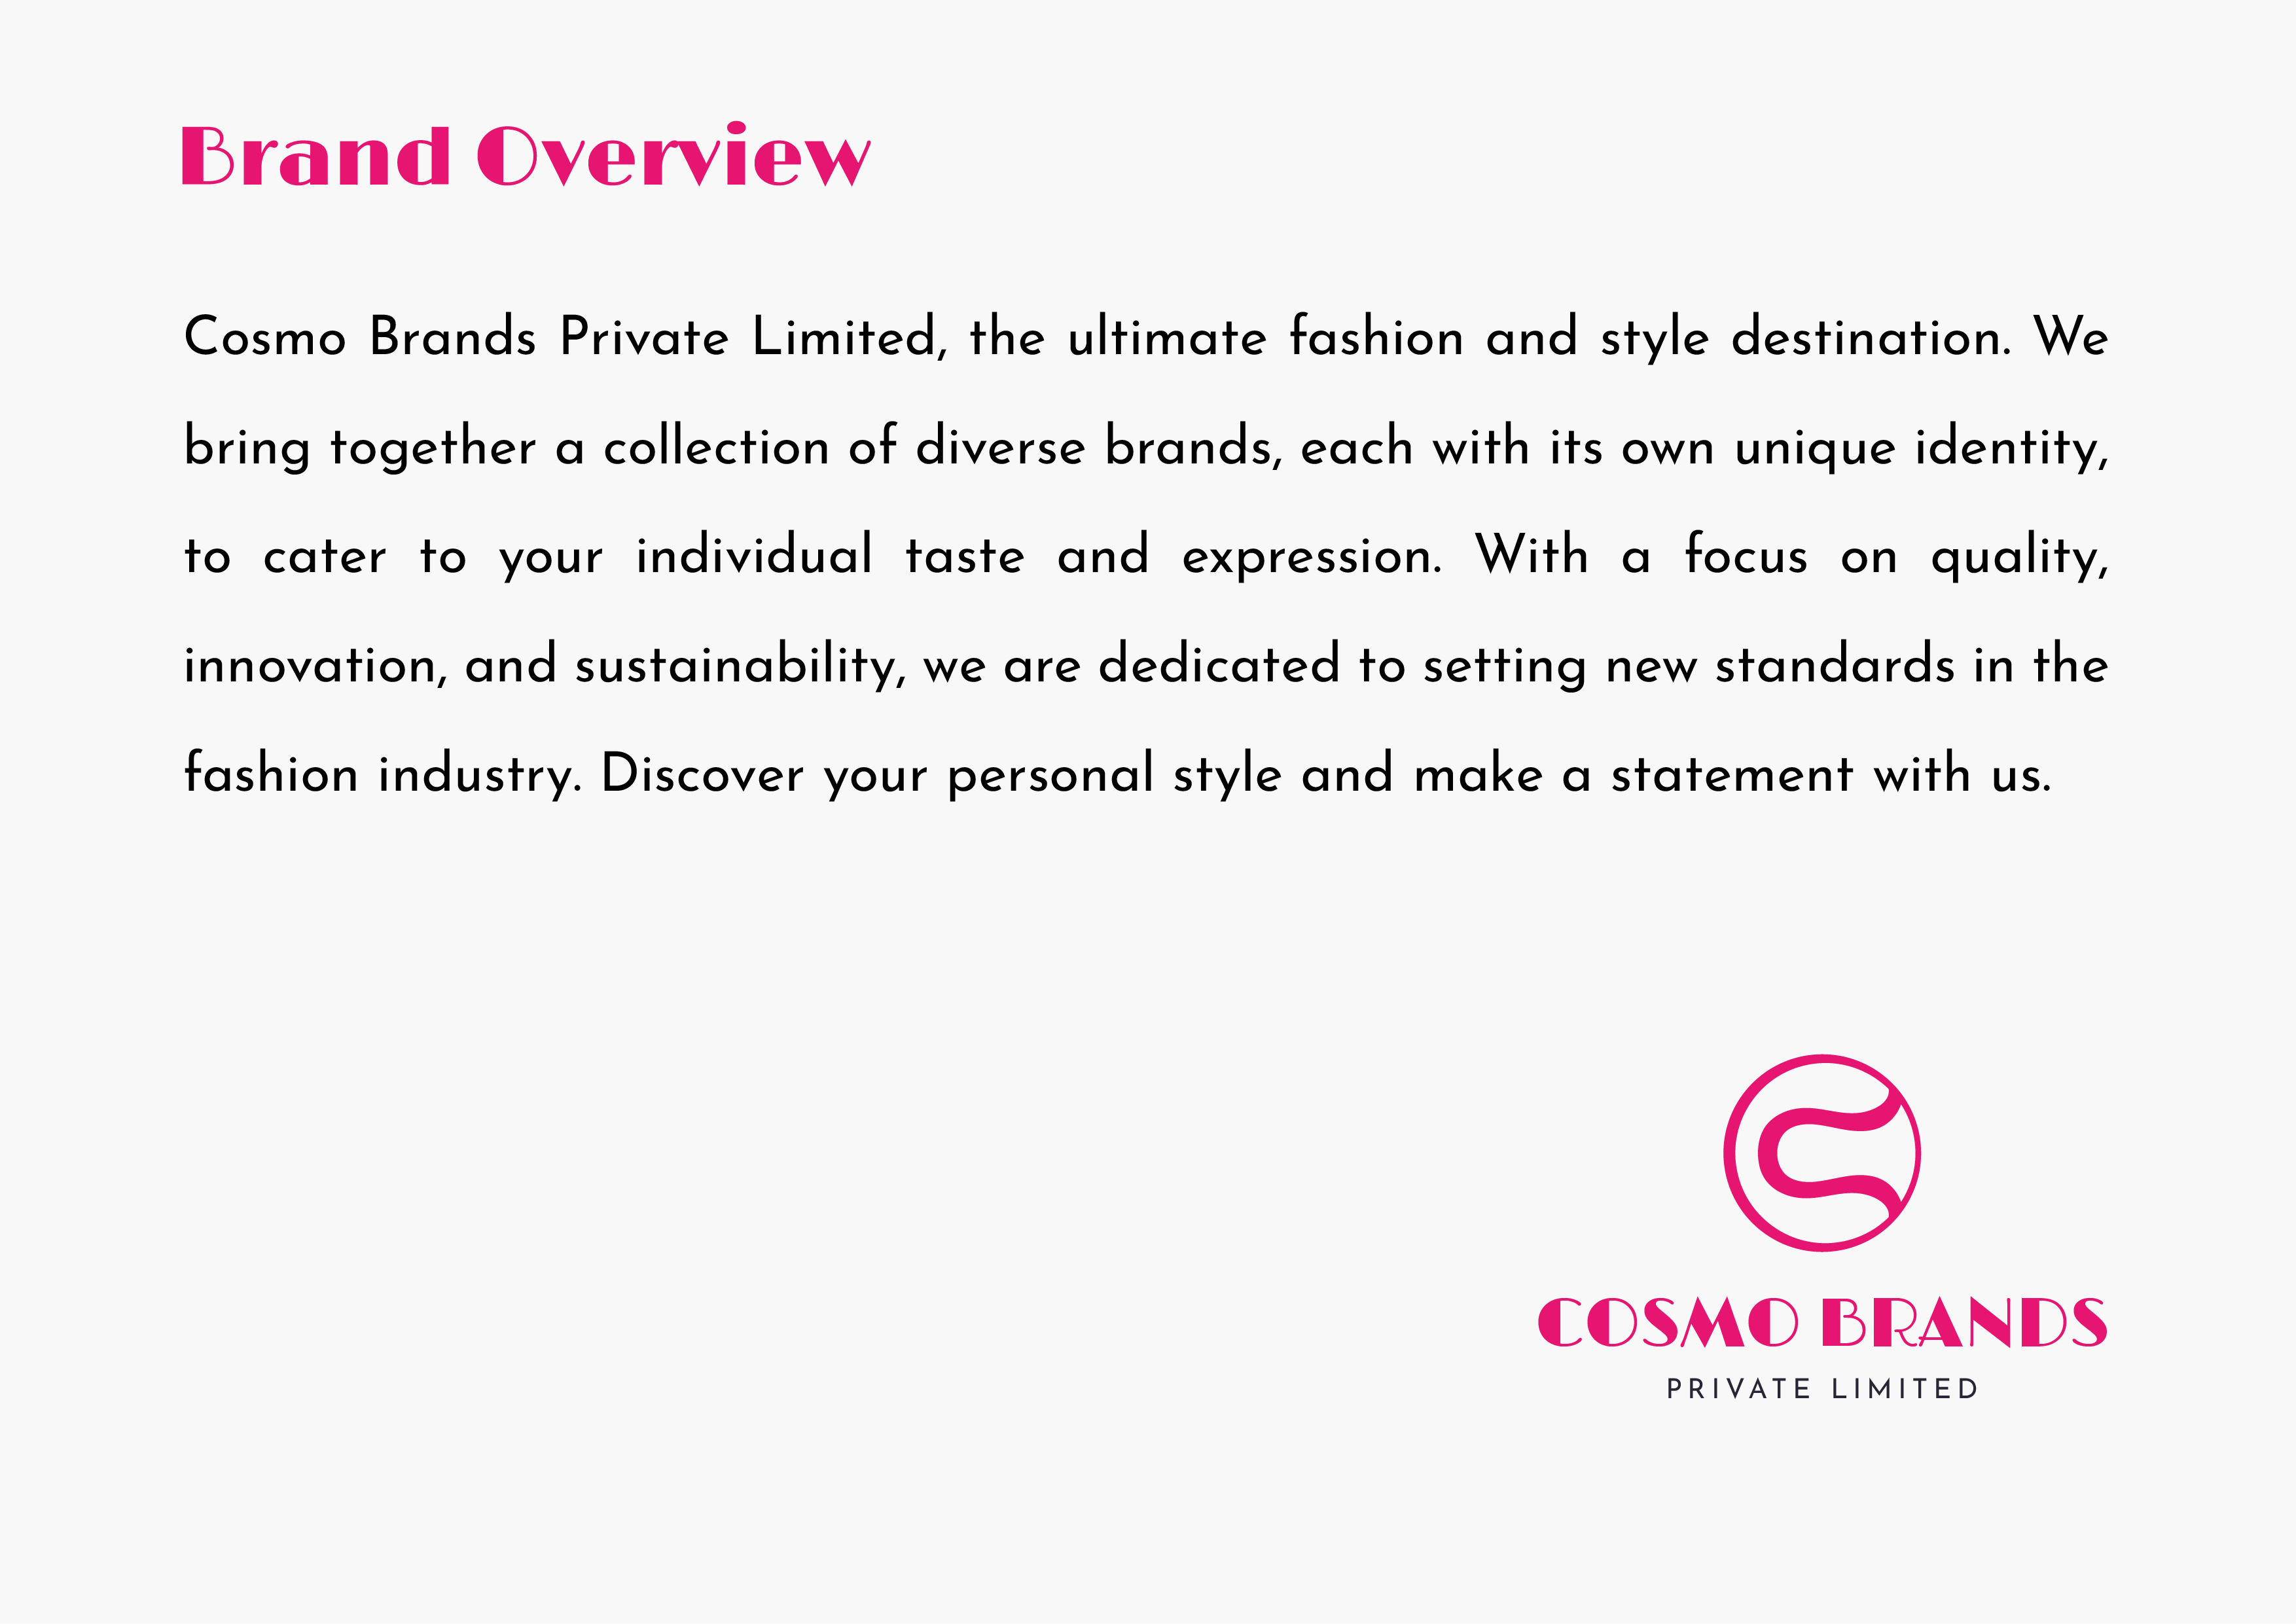 Brand Overview
Cosmo Brands Private Limited, the ultimate fashion and style destination. We
bring together a collection of diverse brands, each with its own unique identity,
to cater to your individual taste and expression. With a focus on quality,
innovation, and sustainability, we are dedicated to setting new standards in the
fashion industry. Discover your personal style and make a statement with us.
COSMO BRANDS
PRIVATE LIMITED